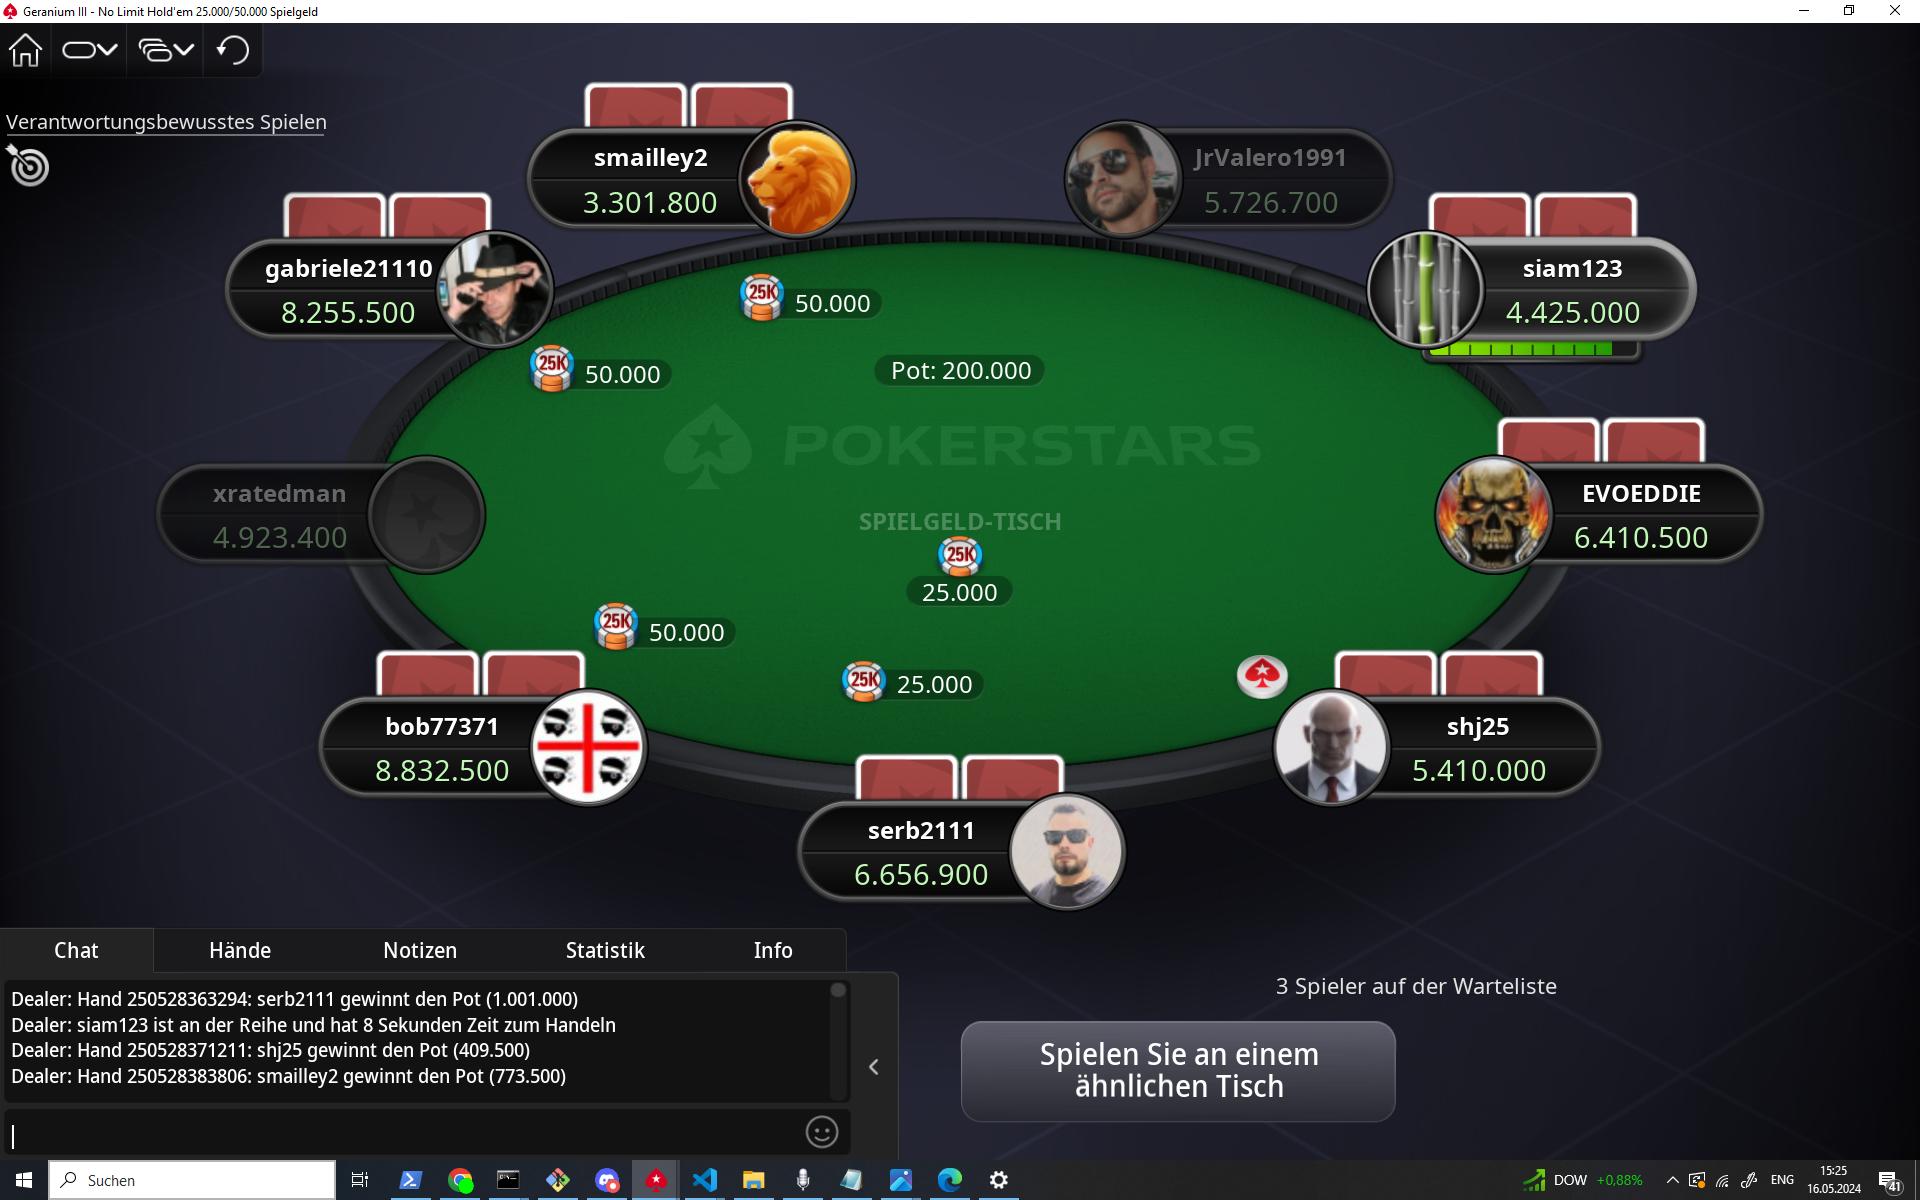 Geranium III - No Limit Hold'em 25.000/50.000 Spielgeld
Verantwortungsbewusstes Spielen
smailley2
3.301.800
JrValero1991
5.726.700
gabriele21110
8.255.500
siam123
4.425.000
25K 50.000
25K 50.000
Pot: 200.000
POKERSTARS
SPIELGELD-TISCH
xratedman
4.923.400
EVOEDDIE
6.410.500
25K
25.000
25K 50.000
25K 25.000
bob77371
8.832.500
shj25
5.410.000
serb2111
6.656.900
Chat Hände Notizen Statistik Info
Dealer: Hand 250528363294: serb2111 gewinnt den Pot (1.001.000)
Dealer: siam123 ist an der Reihe und hat 8 Sekunden Zeit zum Handeln
Dealer: Hand 250528371211: shj25 gewinnt den Pot (409.500)
Dealer: Hand 250528383806: smailley2 gewinnt den Pot (773.500)
3 Spieler auf der Warteliste
Spielen Sie an einem
ähnlichen Tisch
Suchen
DOW +0,88%
ENG
15:25
16.05.2024
41